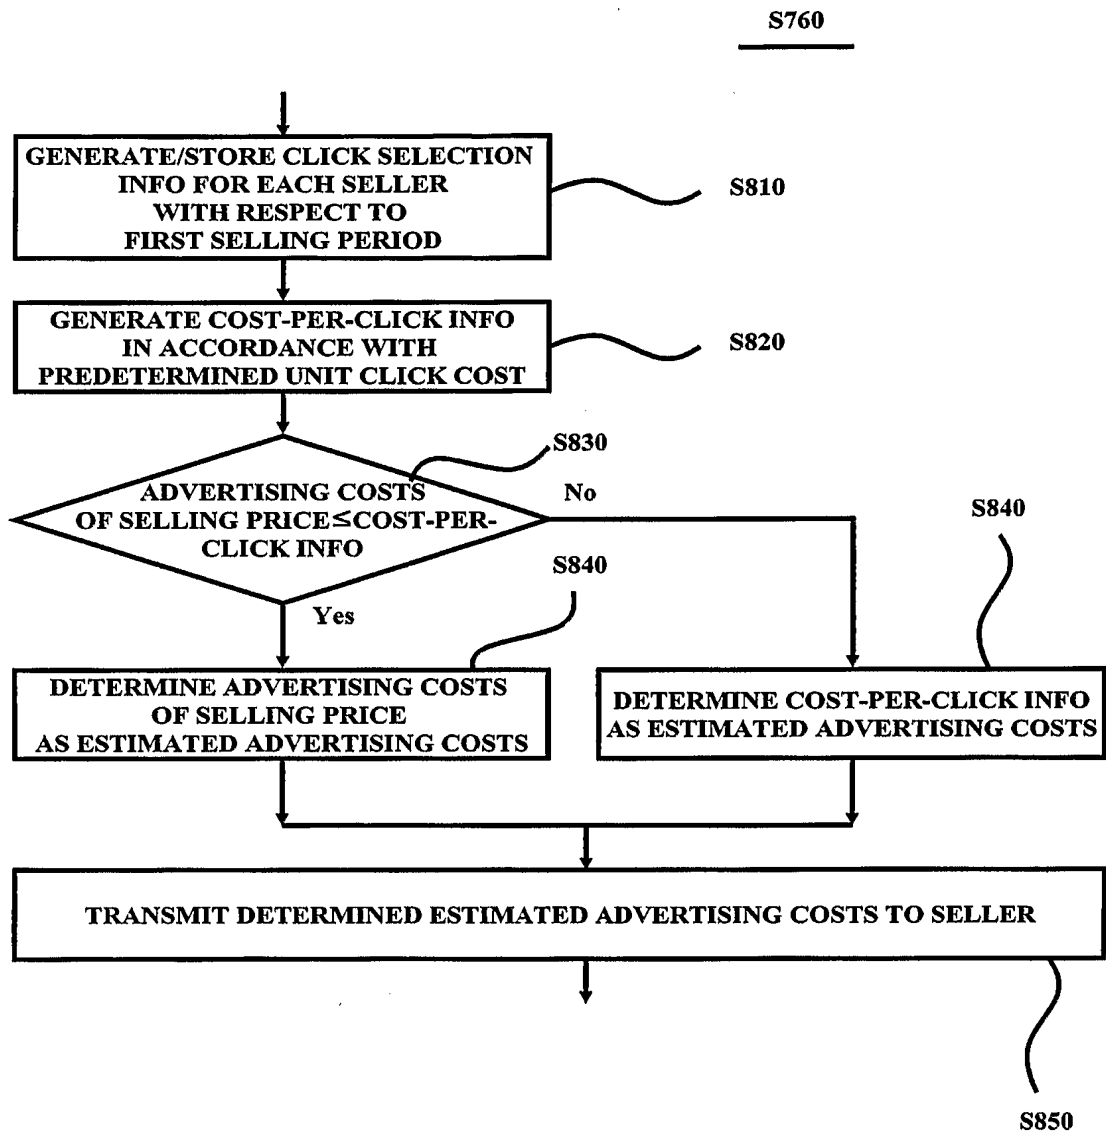 S760
GENERATE/STORE CLICK SELECTION
INFO FOR EACH SELLER
WITH RESPECT TO
FIRST SELLING PERIOD
S810
GENERATE COST-PER-CLICK INFO
IN ACCORDANCE WITH
PREDETERMINED UNIT CLICK COST
S820
S830
ADVERTISING COSTS
OF SELLING PRICE≤COST-PER-
CLICK INFO
No
Yes
S840
S840
DETERMINE ADVERTISING COSTS
OF SELLING PRICE
AS ESTIMATED ADVERTISING COSTS
DETERMINE COST-PER-CLICK INFO
AS ESTIMATED ADVERTISING COSTS
TRANSMIT DETERMINED ESTIMATED ADVERTISING COSTS TO SELLER
S850